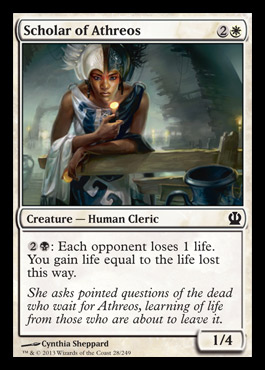 Scholar of Athreos 2
Creature — Human Cleric
2: Each opponent loses 1 life.
You gain life equal to the life lost
this way.
She asks pointed questions of the dead
who wait for Athreos, learning of life
from those who are about to leave it.
Cynthia Sheppard
™ & © 2013 Wizards of the Coast 28/249
1/4